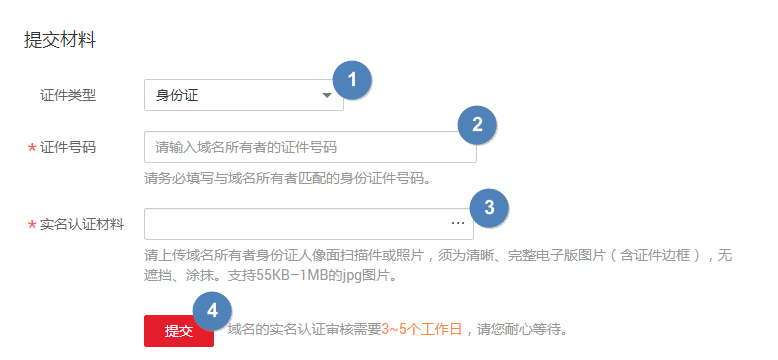 提交材料
证件类型 身份证 1
* 证件号码 请输入域名所有者的证件号码 2
请务必填写与域名所有者匹配的身份证件号码。
* 实名认证材料 ... 3
请上传域名所有者身份证人像面扫描件或照片，须为清晰、完整电子版图片（含证件边框），无
遮挡、涂抹。支持55KB–1MB的jpg图片。
提交 4 域名的实名认证审核需要3~5个工作日，请您耐心等待。